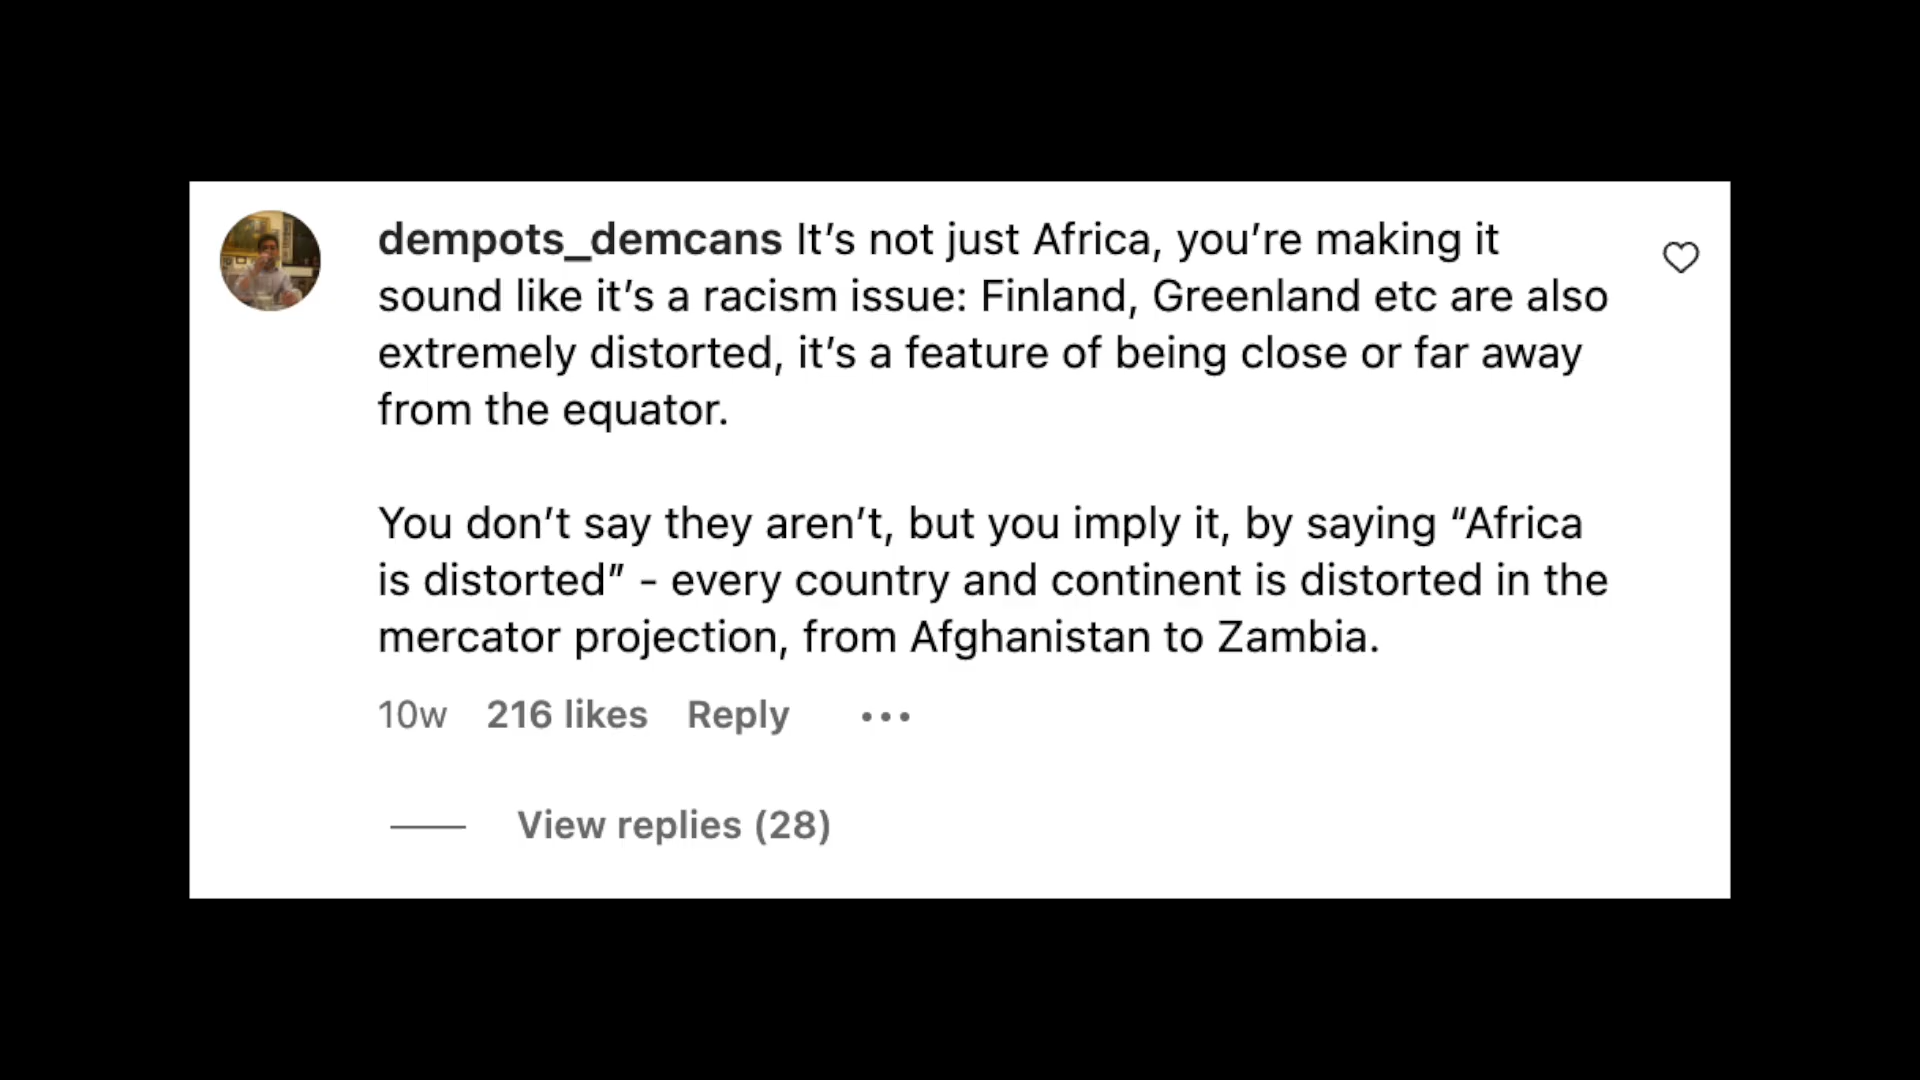 dempots_demcans It’s not just Africa, you’re making it
sound like it’s a racism issue: Finland, Greenland etc are also
extremely distorted, it’s a feature of being close or far away
from the equator.
You don’t say they aren’t, but you imply it, by saying “Africa
is distorted” - every country and continent is distorted in the
mercator projection, from Afghanistan to Zambia.
10w 216 likes Reply
View replies (28)